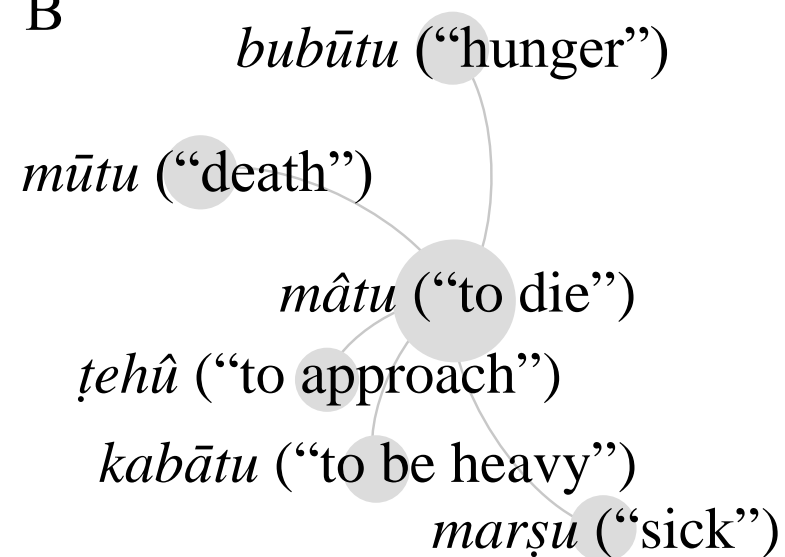 B
bubūtu (“hunger”)
mūtu (“death”)
mâtu (“to die”)
ṭehû (“to approach”)
kabātu (“to be heavy”)
marṣu (“sick”)